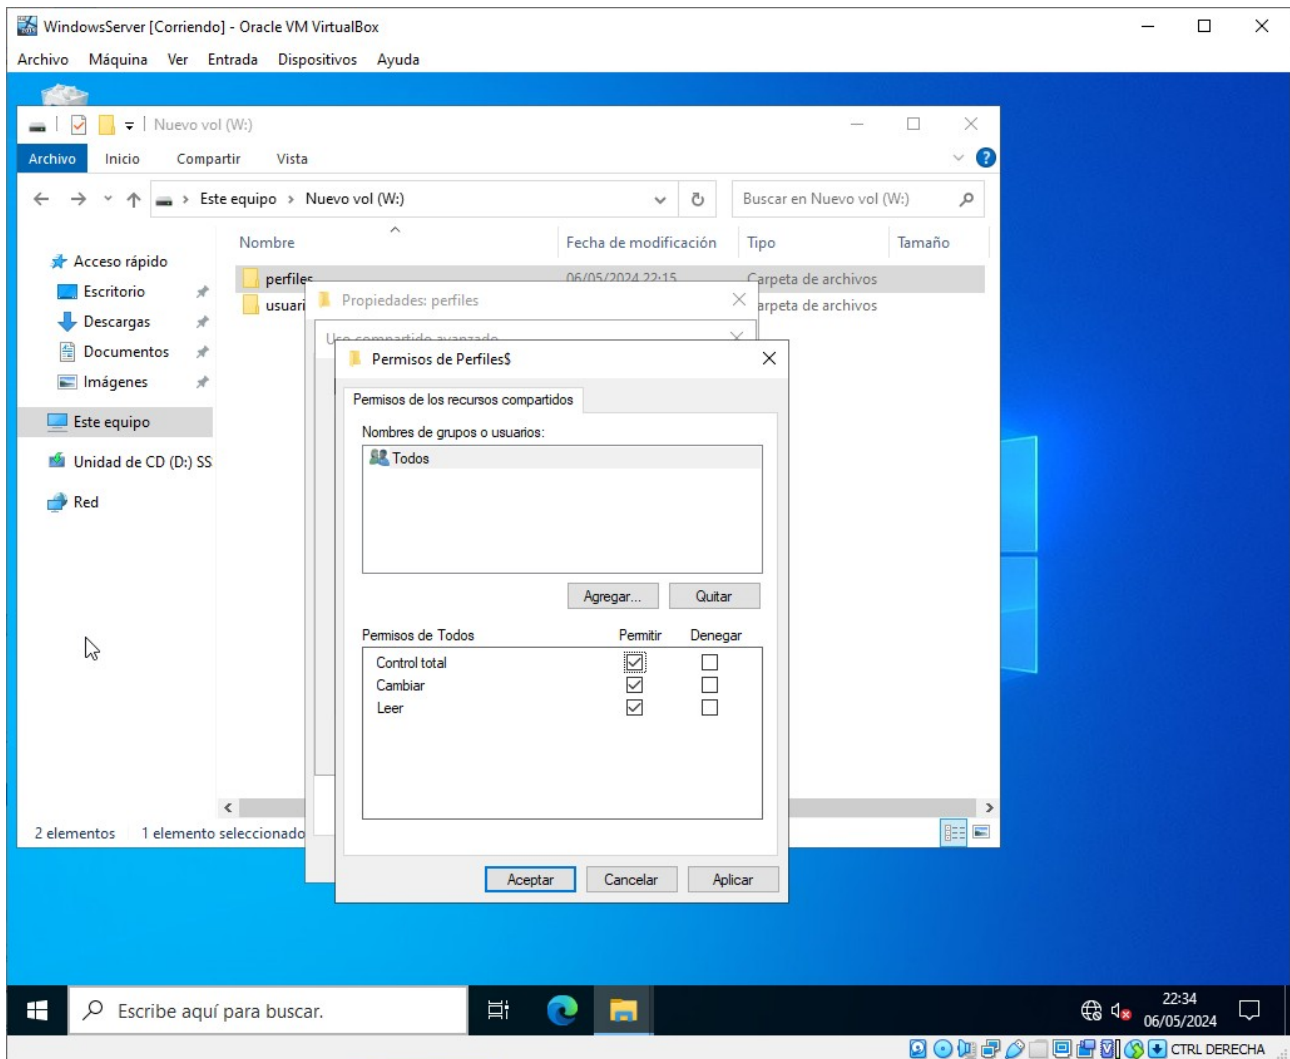 WindowsServer [Corriendo] - Oracle VM VirtualBox
Archivo Máquina Ver Entrada Dispositivos Ayuda
Nuevo vol (W:)
Archivo Inicio Compartir Vista
Este equipo > Nuevo vol (W:)
Buscar en Nuevo vol (W:)
Nombre Fecha de modificación Tipo Tamaño
Acceso rápido
Escritorio
Descargas
Documentos
Imágenes
Este equipo
Unidad de CD (D:) SS
Red
perfiles 06/05/2024 22:15 Carpeta de archivos
usuari arpeta de archivos
Propiedades: perfiles
Uso compartido avanzado
Permisos de Perfiles$
Permisos de los recursos compartidos
Nombres de grupos o usuarios:
Todos
Agregar... Quitar
Permisos de Todos Permitir Denegar
Control total
Cambiar
Leer
Aceptar Cancelar Aplicar
2 elementos 1 elemento seleccionado
Escribe aquí para buscar.
22:34
06/05/2024
CTRL DERECHA